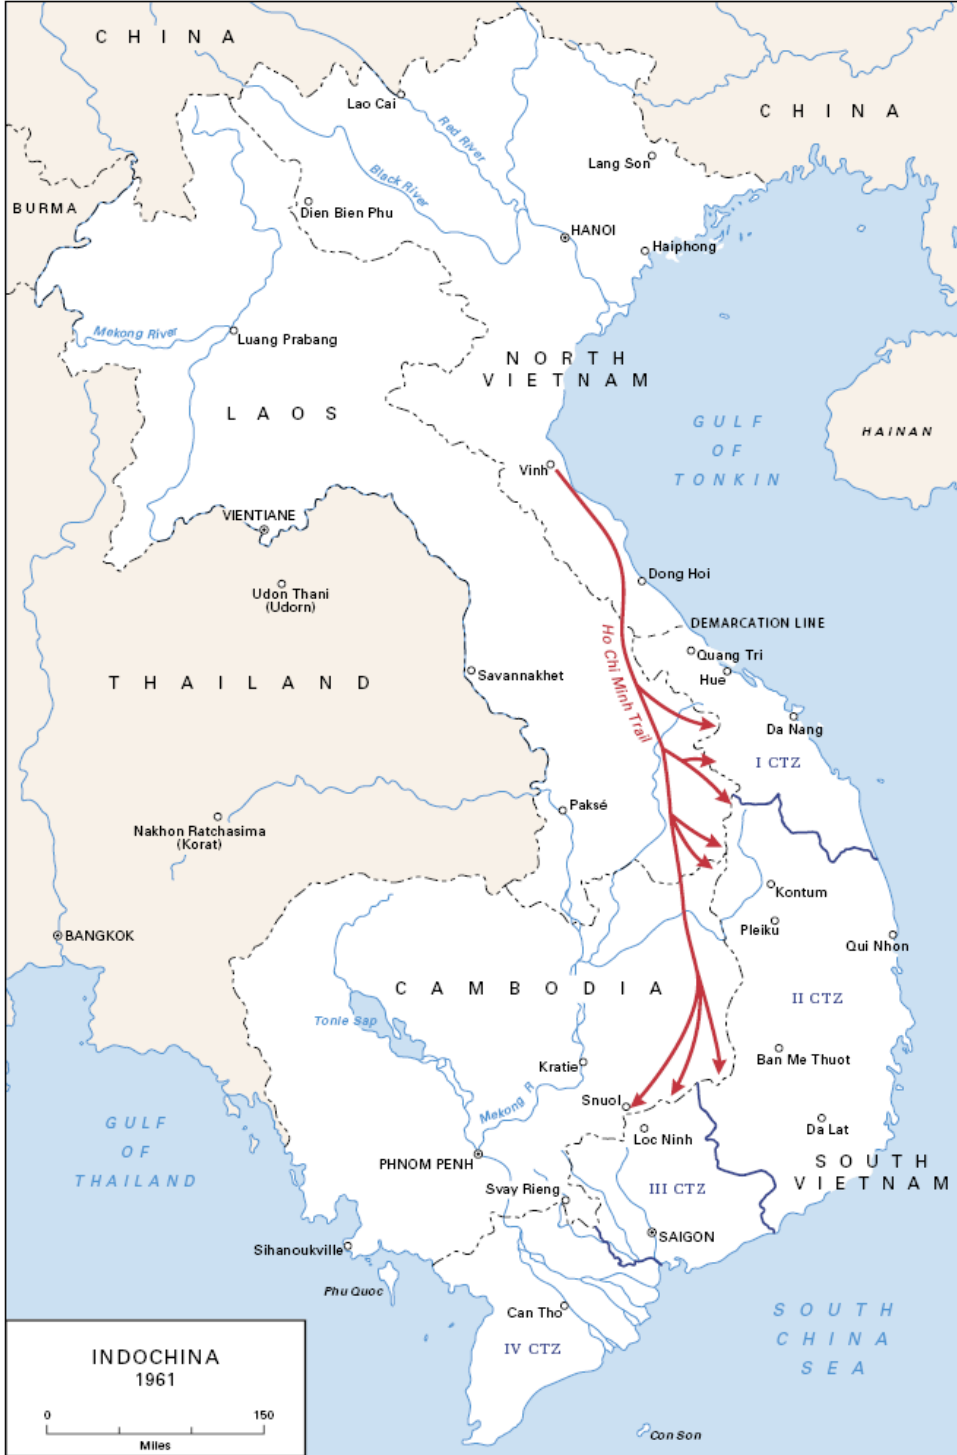 CHINA
Lao Cai
Red River
CHINA
Lang Son
Black River
BURMA
Dien Bien Phu
HANOI
Haiphong
Mekong River
Luang Prabang
NORTH
VIETNAM
LAOS
GULF
OF
TONKIN
HAINAN
Vinh
VIENTIANE
Udon Thani
(Udorn)
Dong Hoi
DEMARCATION LINE
Ho Chi Minh Trail
Quang Tri
Hue
THAILAND
Savannakhet
Da Nang
I CTZ
Paksé
Nakhon Ratchasima
(Korat)
Kontum
Pleiku
BANGKOK
Qui Nhon
CAMBODIA
II CTZ
Tonle Sap
Kratie
Ban Me Thuot
Mekong R
Snuol
GULF
OF
THAILAND
Loc Ninh
Da Lat
PHNOM PENH
SOUTH
VIETNAM
Svay Rieng
III CTZ
SAIGON
Sihanoukville
Phu Quoc
Can Tho
SOUTH
CHINA
SEA
IV CTZ
INDOCHINA
1961
0 150
Miles
Con Son